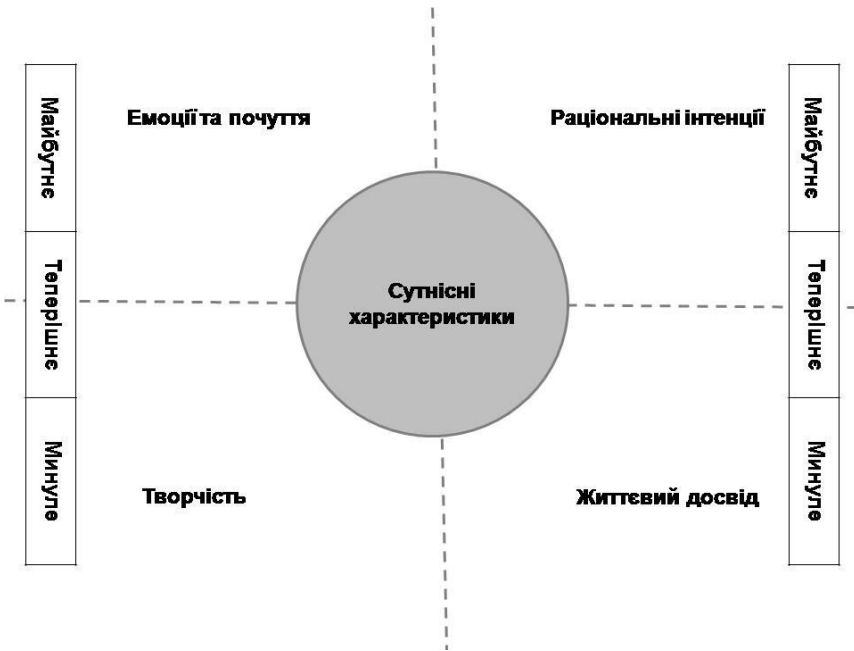 Майбутнє
Емоції та почуття
Раціональні інтенції
Майбутнє
Теперішнє
Сутнісні
характеристики
Теперішнє
Минуле
Творчість
Життєвий досвід
Минуле